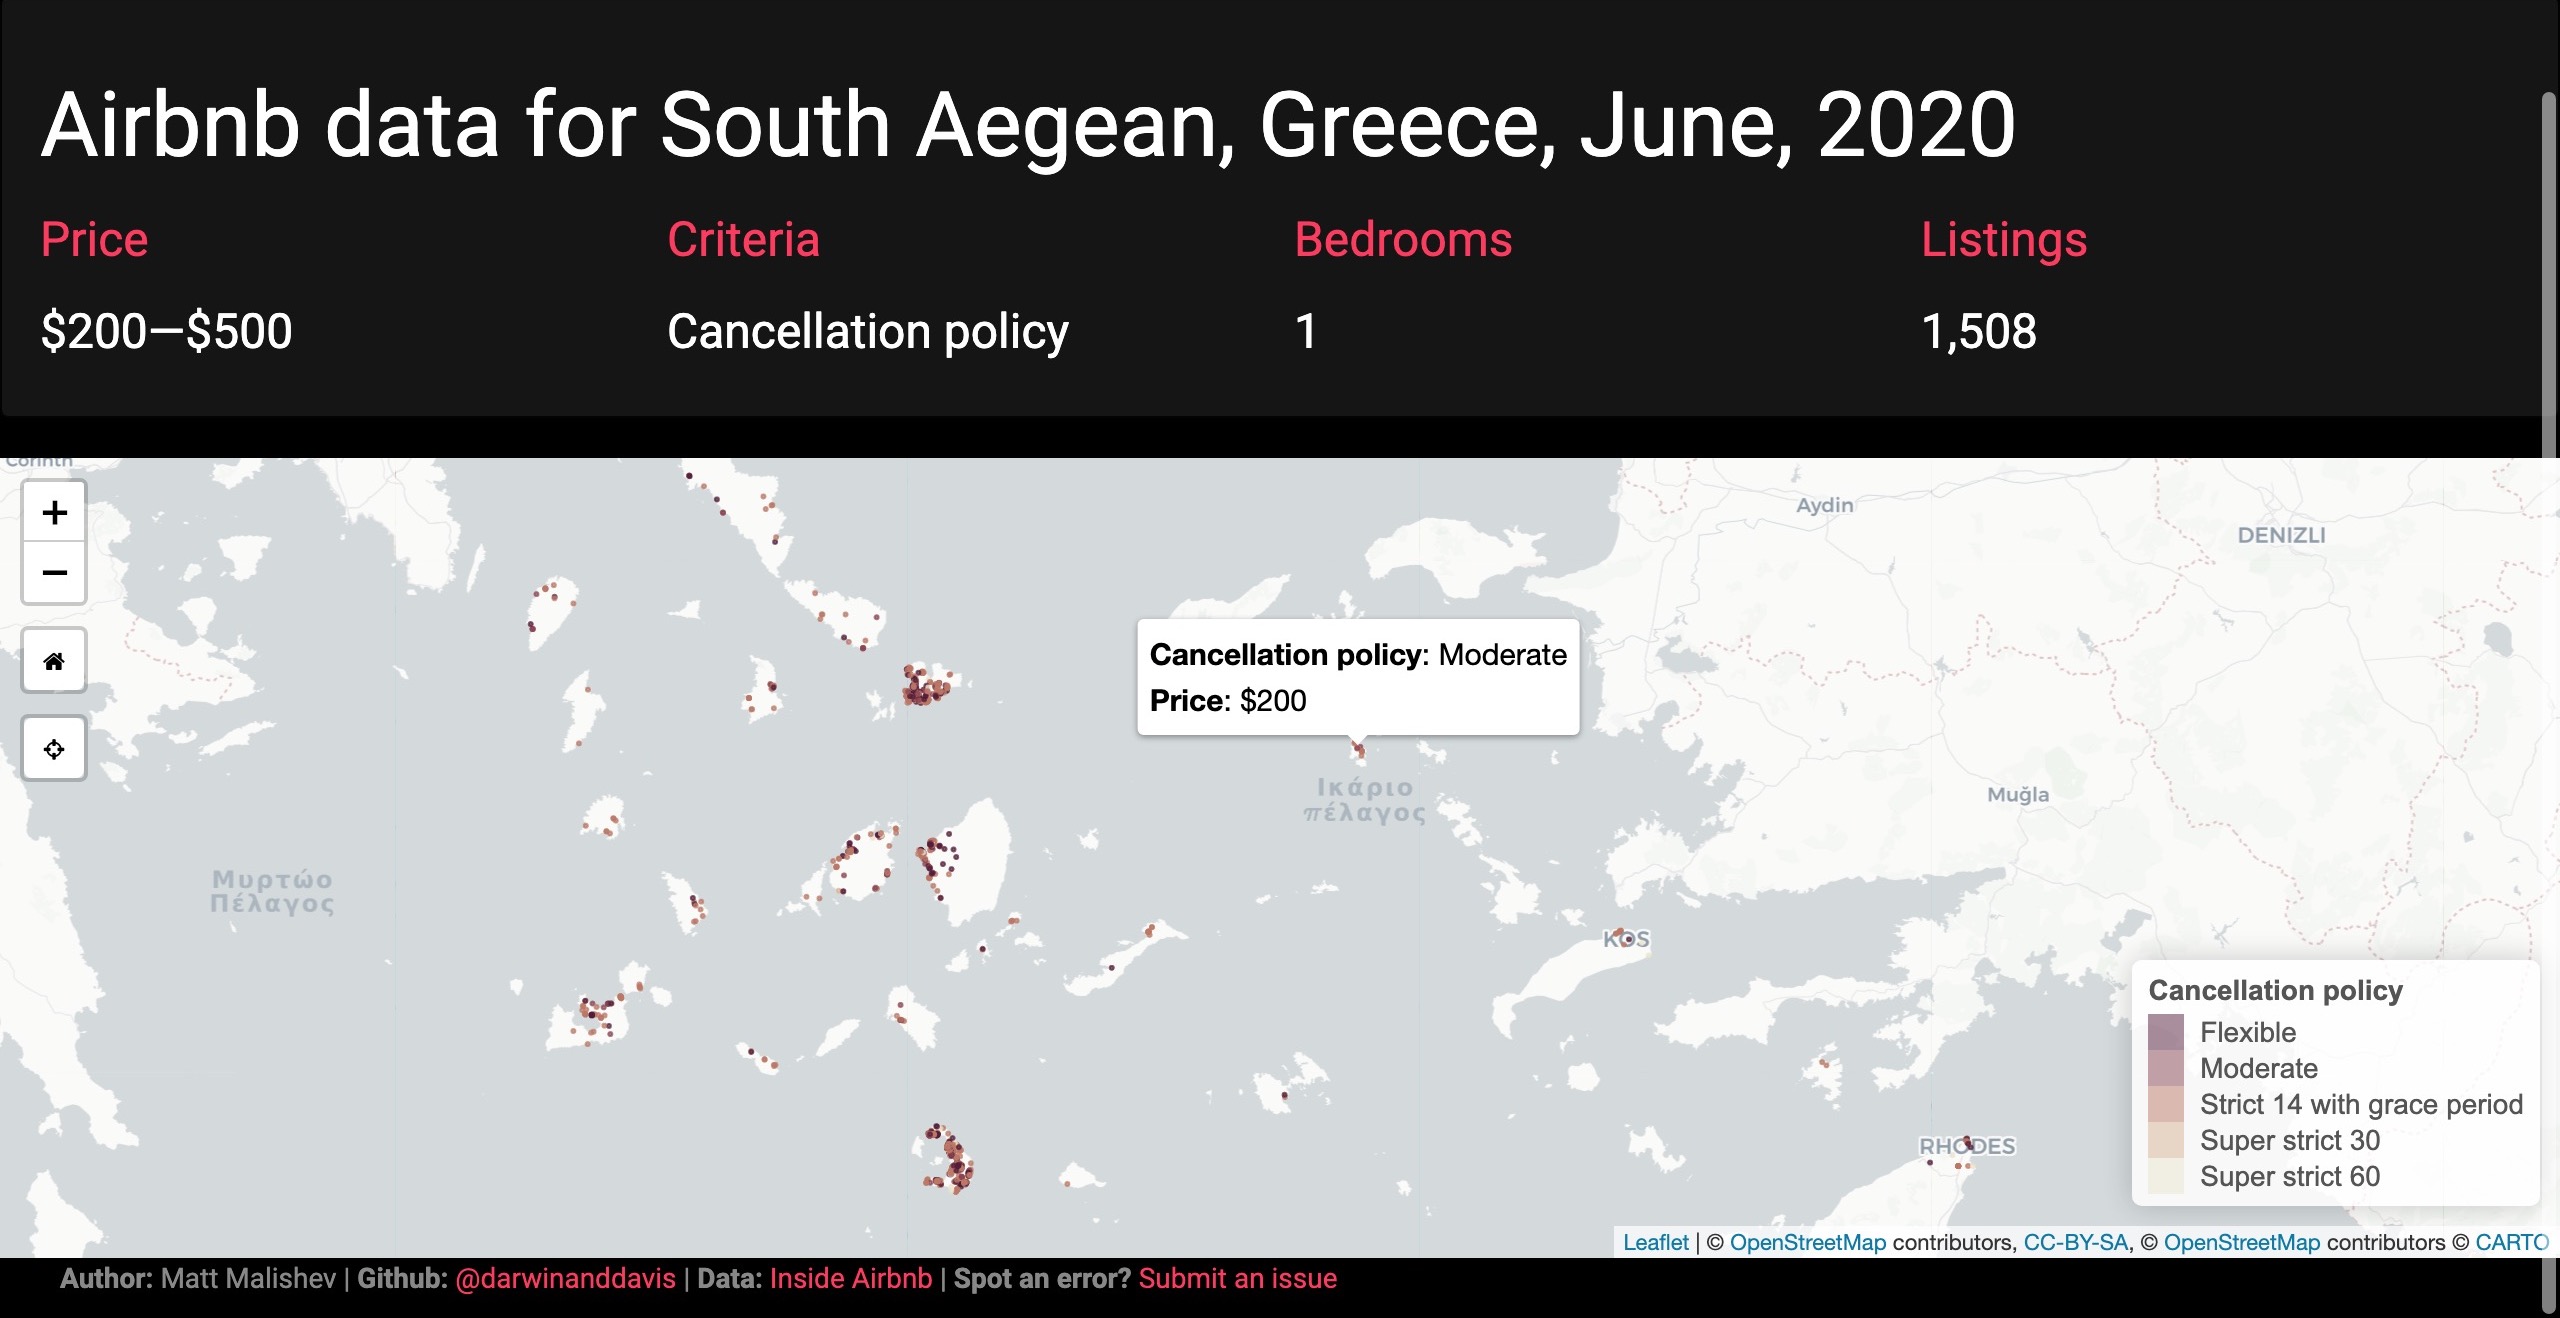 Airbnb data for South Aegean, Greece, June, 2020
Price
Criteria
Bedrooms
Listings
$200—$500
Cancellation policy
1
1,508
Corinth
+
−
Aydin
DENIZLI
Cancellation policy: Moderate
Price: $200
Ικάριο
πέλαγος
Muğla
Μυρτώο
Πέλαγος
KOS
RHODES
Cancellation policy
Flexible
Moderate
Strict 14 with grace period
Super strict 30
Super strict 60
Leaflet | © OpenStreetMap contributors, CC-BY-SA, © OpenStreetMap contributors © CARTO
Author: Matt Malishev | Github: @darwinanddavis | Data: Inside Airbnb | Spot an error? Submit an issue